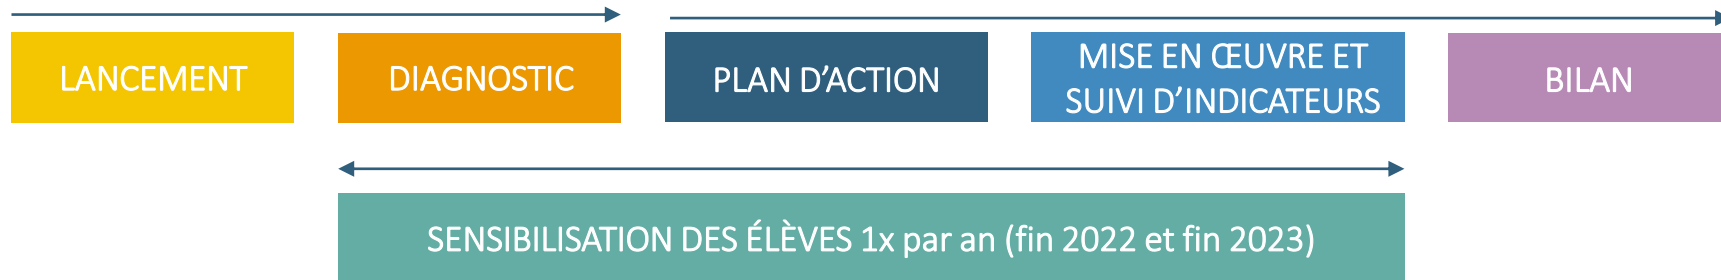 LANCEMENT
DIAGNOSTIC
PLAN D’ACTION
MISE EN ŒUVRE ET
SUIVI D’INDICATEURS
BILAN
SENSIBILISATION DES ÉLÈVES 1x par an (fin 2022 et fin 2023)